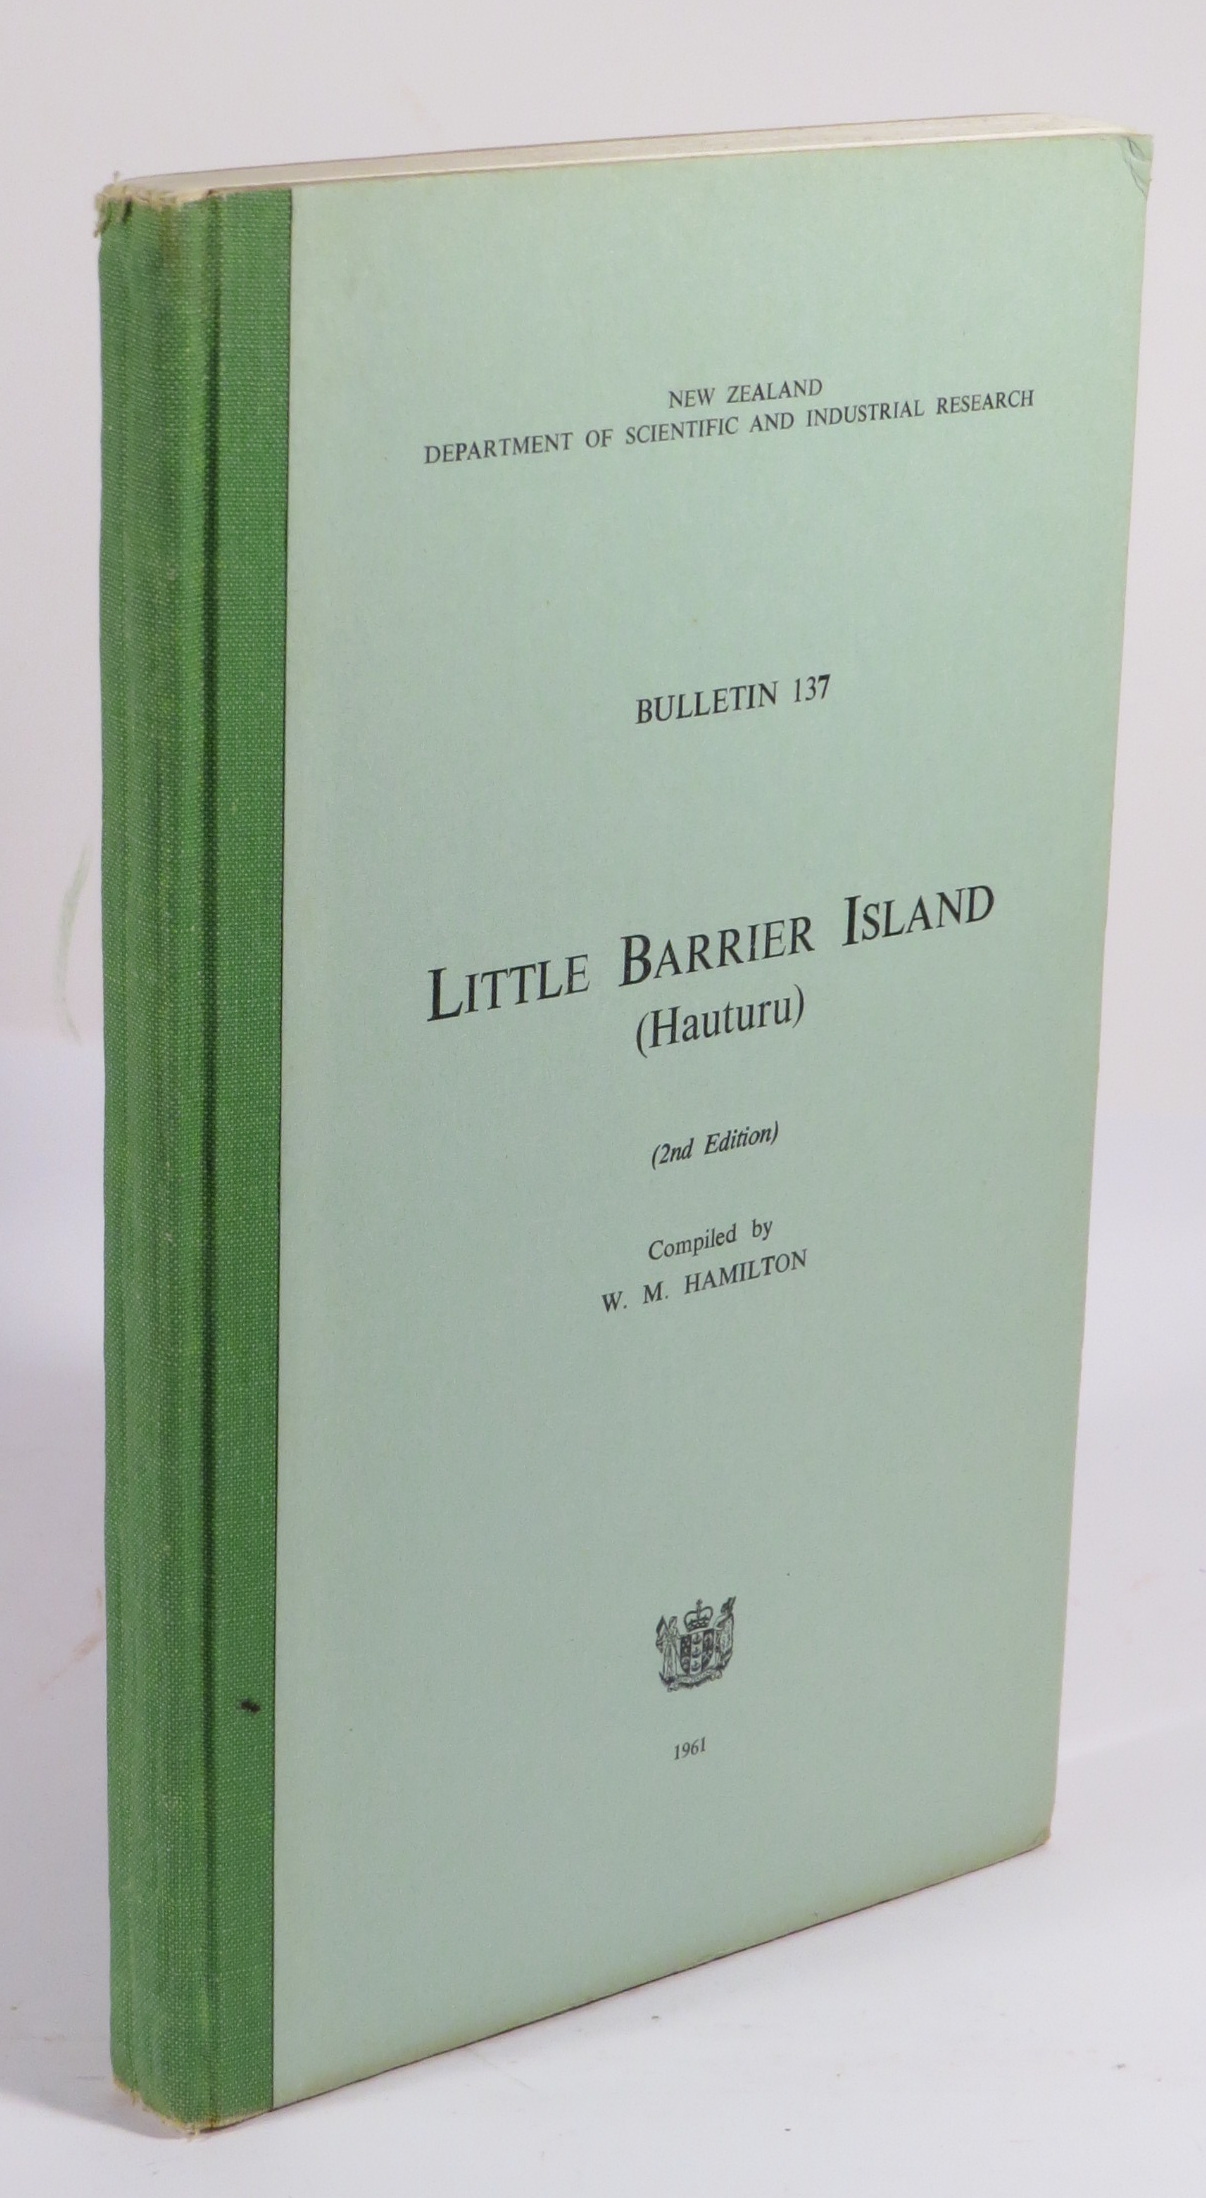 NEW ZEALAND
DEPARTMENT OF SCIENTIFIC AND INDUSTRIAL RESEARCH
BULLETIN 137
LITTLE BARRIER ISLAND
(Hauturu)
(2nd Edition)
Compiled by
W. M. HAMILTON
1961